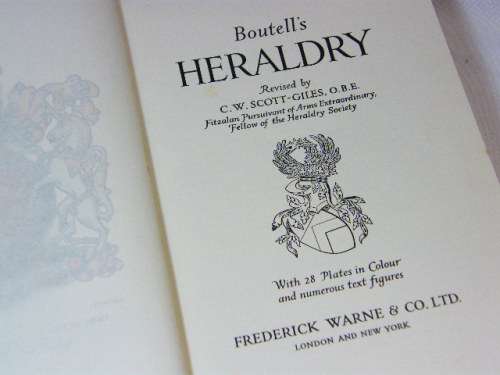 Boutell's
HERALDRY
Revised by
C. W. SCOTT-GILES, O.B.E.
Fitzalan Pursuivant of Arms Extraordinary,
Fellow of the Heraldry Society
With 28 Plates in Colour
and numerous text figures
FREDERICK WARNE & CO. LTD.
LONDON AND NEW YORK